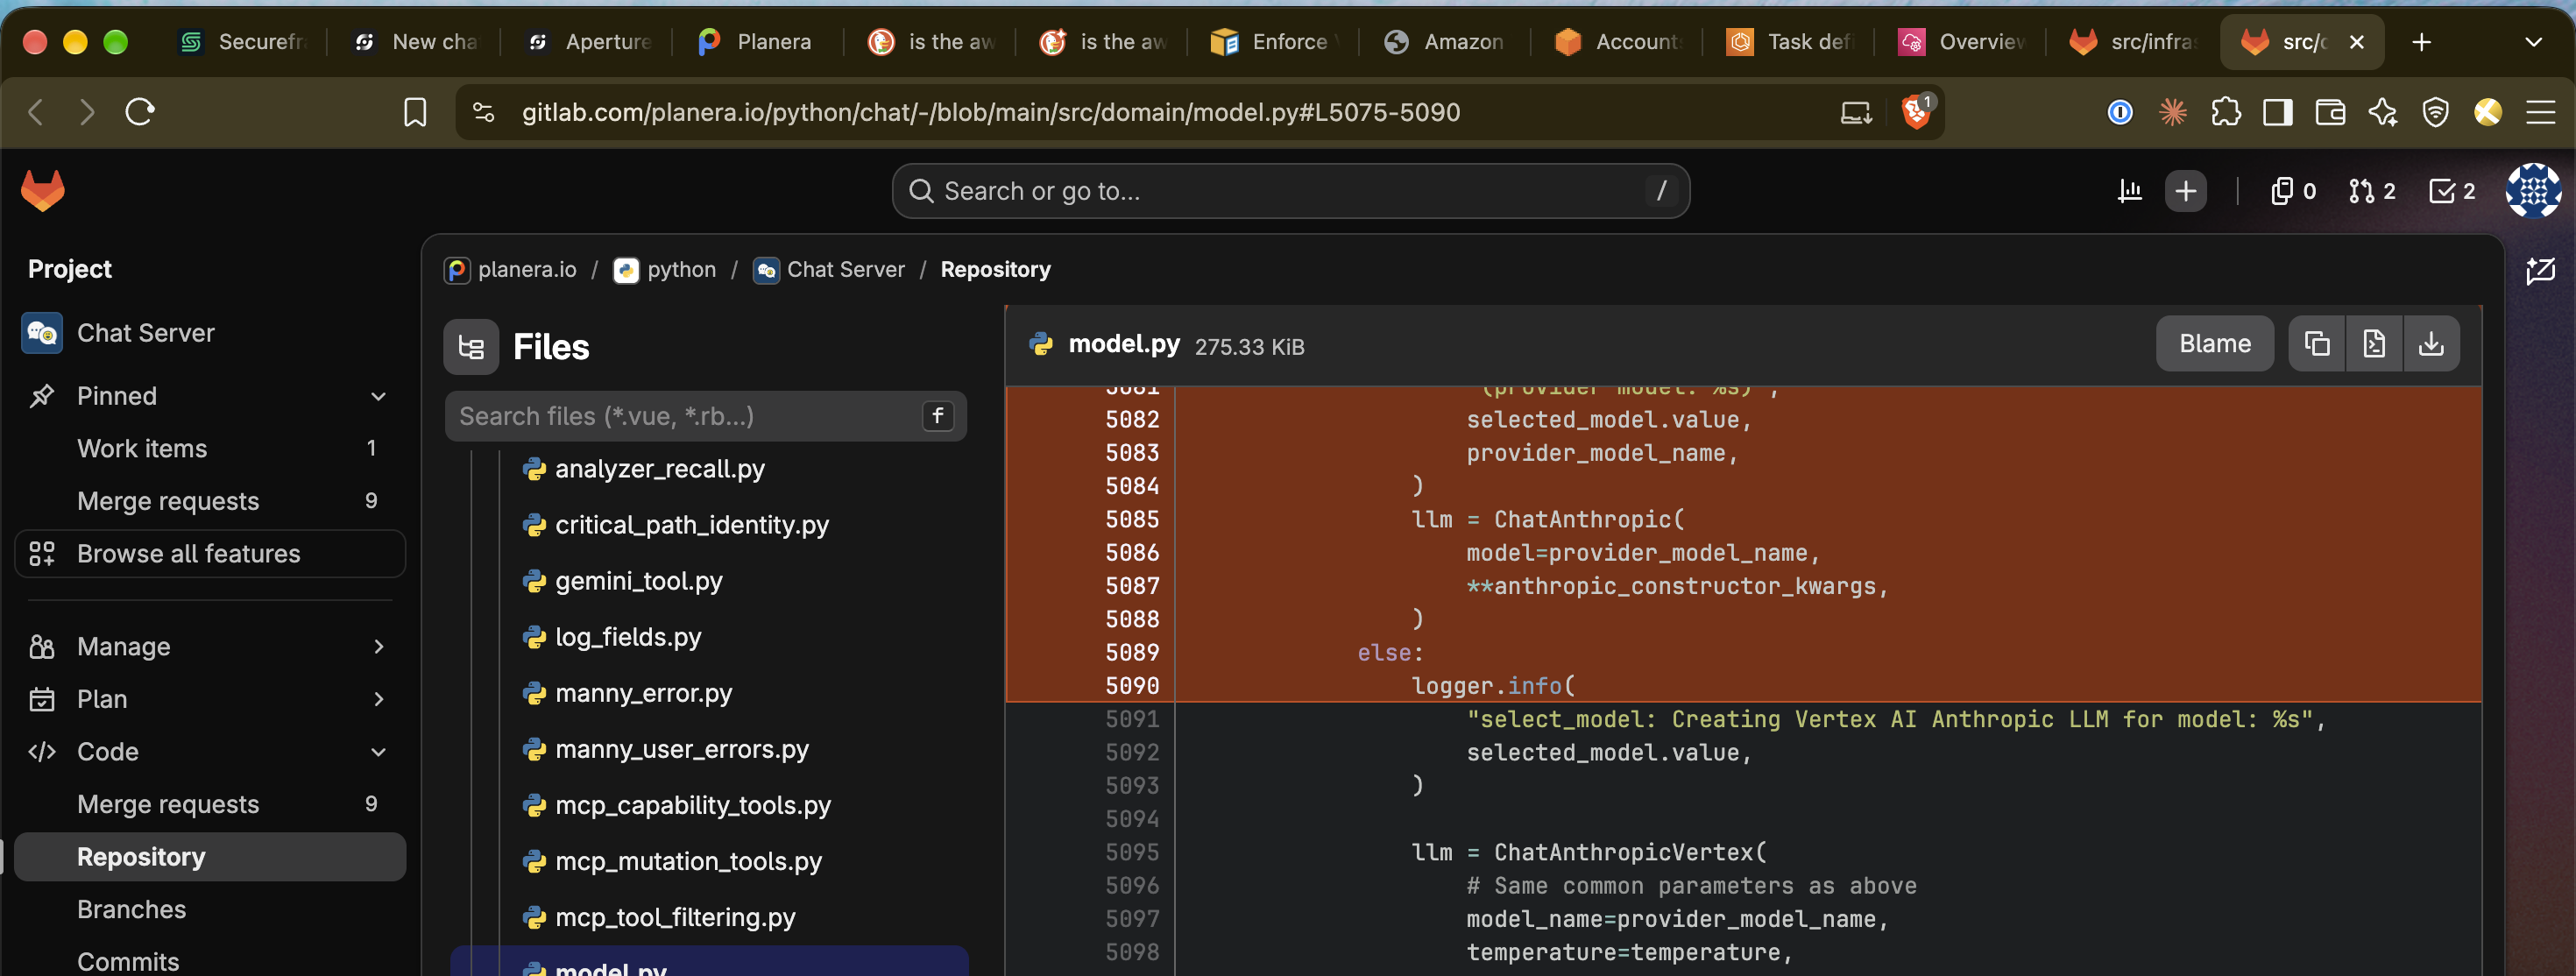 Securefr
New cha
Aperture
Planera
is the aw
is the aw
Enforce
Amazon
Account
Task defi
Overview
src/infra
src/
gitlab.com/planera.io/python/chat/-/blob/main/src/domain/model.py#L5075-5090
1
Search or go to...
/
0
2
2
Project
planera.io / python / Chat Server / Repository
Chat Server
Files
model.py 275.33 KiB
Blame
Pinned
Search files (*.vue, *.rb...)
f
Work items 1
Merge requests 9
Browse all features
Manage
Plan
Code
Merge requests 9
Repository
Branches
Commits
analyzer_recall.py
critical_path_identity.py
gemini_tool.py
log_fields.py
manny_error.py
manny_user_errors.py
mcp_capability_tools.py
mcp_mutation_tools.py
mcp_tool_filtering.py
model.py
5081 (provider model: %s)",
5082 selected_model.value,
5083 provider_model_name,
5084 )
5085 llm = ChatAnthropic(
5086 model=provider_model_name,
5087 **anthropic_constructor_kwargs,
5088 )
5089 else:
5090 logger.info(
5091 "select_model: Creating Vertex AI Anthropic LLM for model: %s",
5092 selected_model.value,
5093 )
5094
5095 llm = ChatAnthropicVertex(
5096 # Same common parameters as above
5097 model_name=provider_model_name,
5098 temperature=temperature,